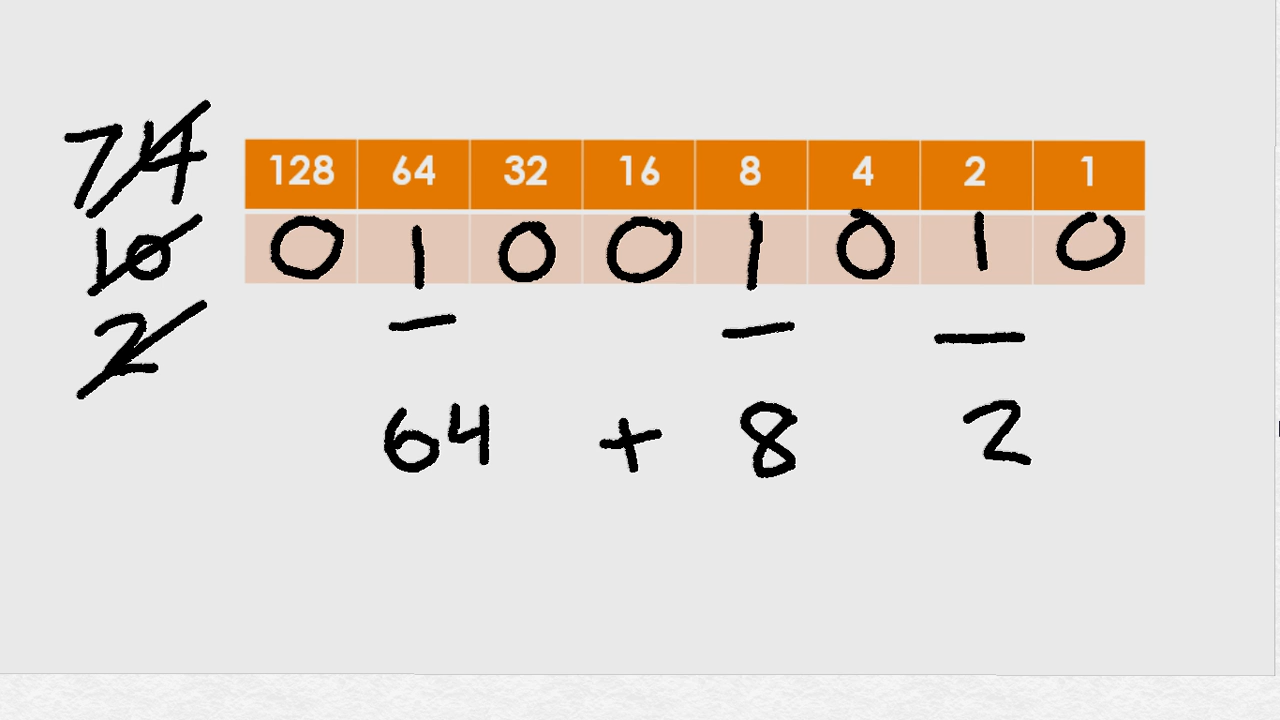 74
128 64 32 16 8 4 2 1
10
0 1 0 0 1 0 1 0
2
64 + 8 2